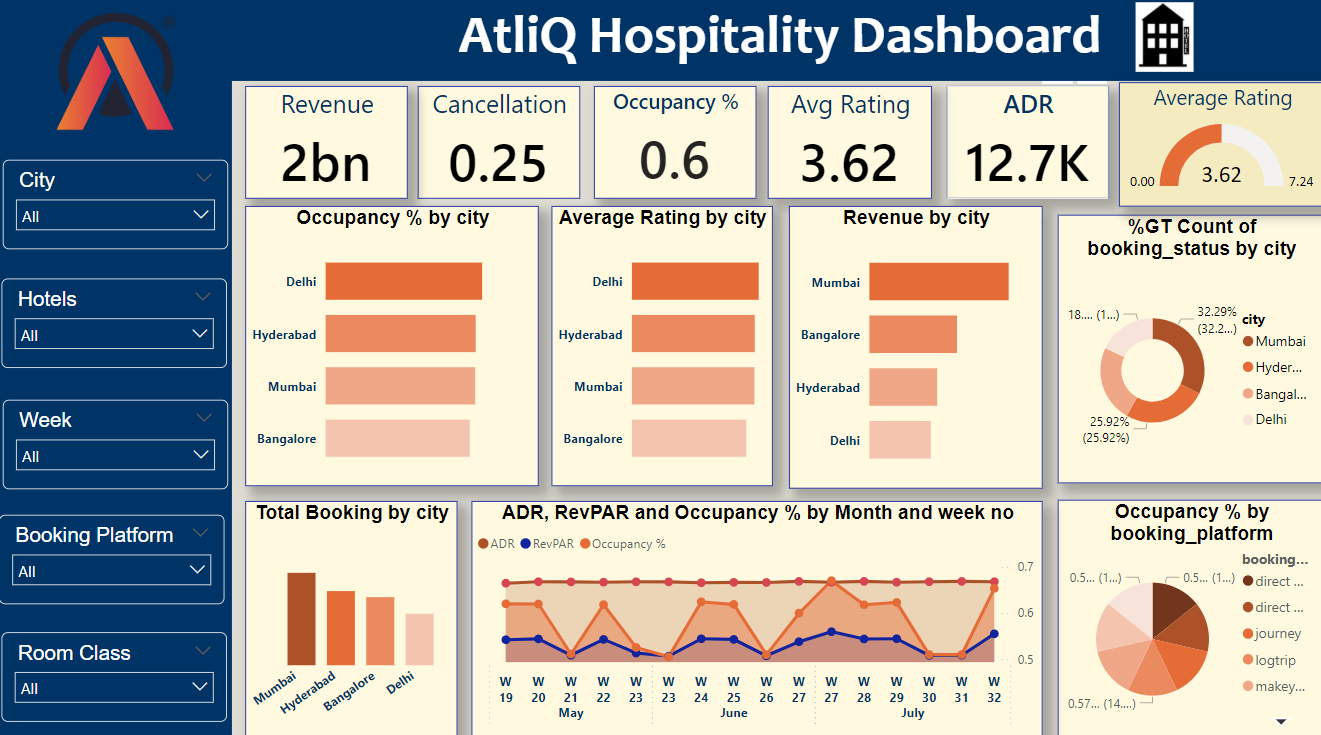 AtliQ Hospitality Dashboard
City
All
Hotels
All
Week
All
Booking Platform
All
Room Class
All
Revenue
2bn
Cancellation
0.25
Occupancy %
0.6
Avg Rating
3.62
ADR
12.7K
Average Rating
3.62
0.00
7.24
Occupancy % by city
Delhi
Hyderabad
Mumbai
Bangalore
Average Rating by city
Delhi
Hyderabad
Mumbai
Bangalore
Revenue by city
Mumbai
Bangalore
Hyderabad
Delhi
%GT Count of
booking_status by city
18.... (1...)
32.29%
(32.2...)
25.92%
(25.92%)
city
Mumbai
Hyder...
Bangal...
Delhi
Total Booking by city
Mumbai
Hyderabad
Bangalore
Delhi
ADR, RevPAR and Occupancy % by Month and week no
ADR RevPAR Occupancy %
0.7
0.6
0.5
W W W W W W W W W W W W W W W W
19 20 21 22 23 23 24 25 26 27 27 28 29 30 31 32
May June July
Occupancy % by
booking_platform
0.5... (1...)
0.5... (1...)
0.57... (14....)
booking...
direct ...
direct ...
journey
logtrip
makey...